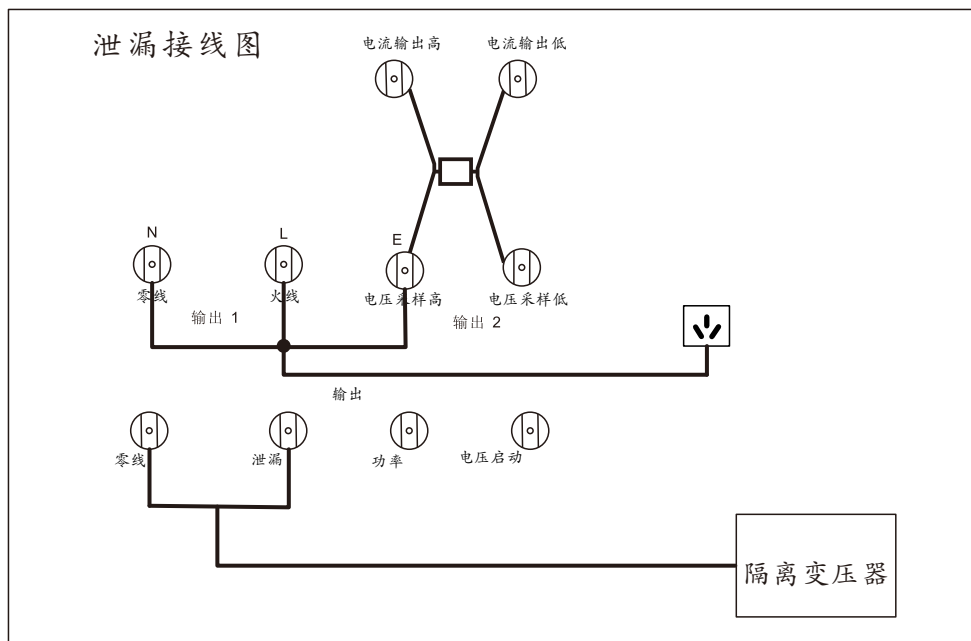 泄漏接线图
电流输出高
电流输出低
N
L
E
零线
火线
电压采样高
电压采样低
输出 1
输出 2
输出
零线
泄漏
功率
电压启动
隔离变压器